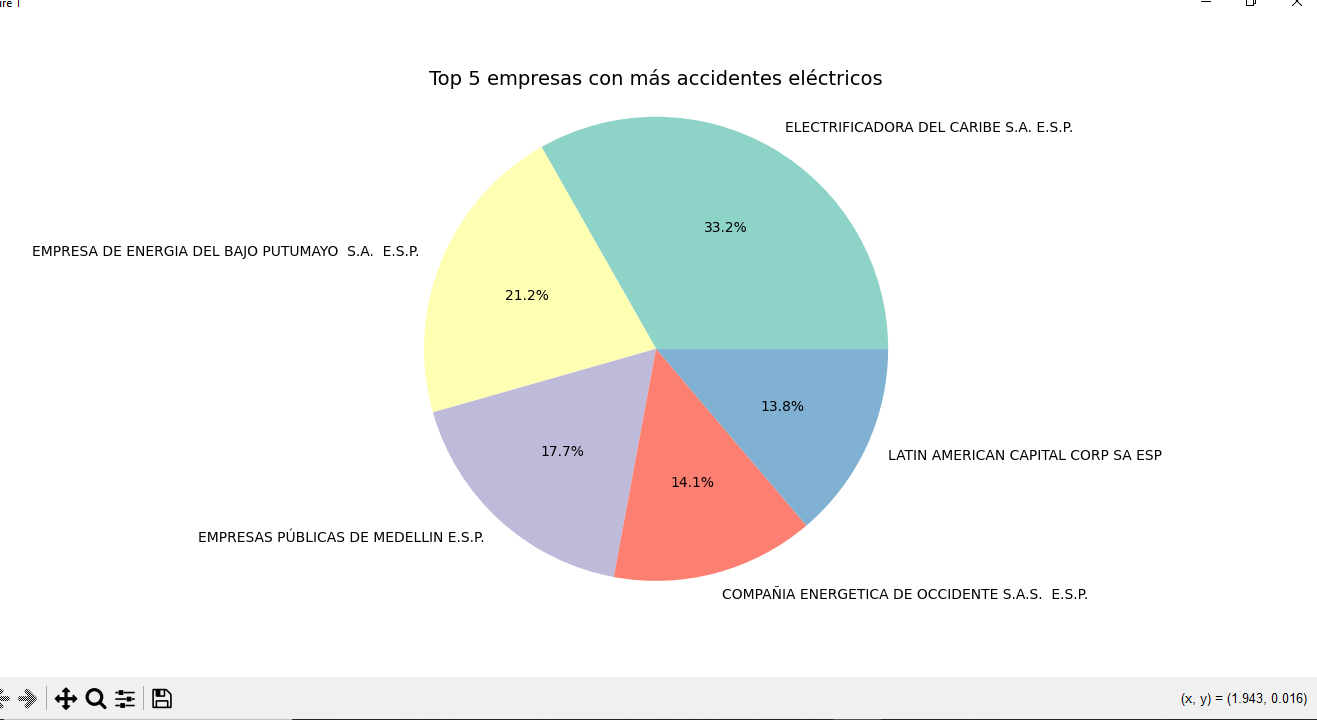 Top 5 empresas con más accidentes eléctricos
ELECTRIFICADORA DEL CARIBE S.A. E.S.P.
33.2%
EMPRESA DE ENERGIA DEL BAJO PUTUMAYO  S.A.  E.S.P.
21.2%
13.8%
17.7%
LATIN AMERICAN CAPITAL CORP SA ESP
14.1%
EMPRESAS PÚBLICAS DE MEDELLIN E.S.P.
COMPAÑIA ENERGETICA DE OCCIDENTE S.A.S.  E.S.P.
(x, y) = (1.943, 0.016)